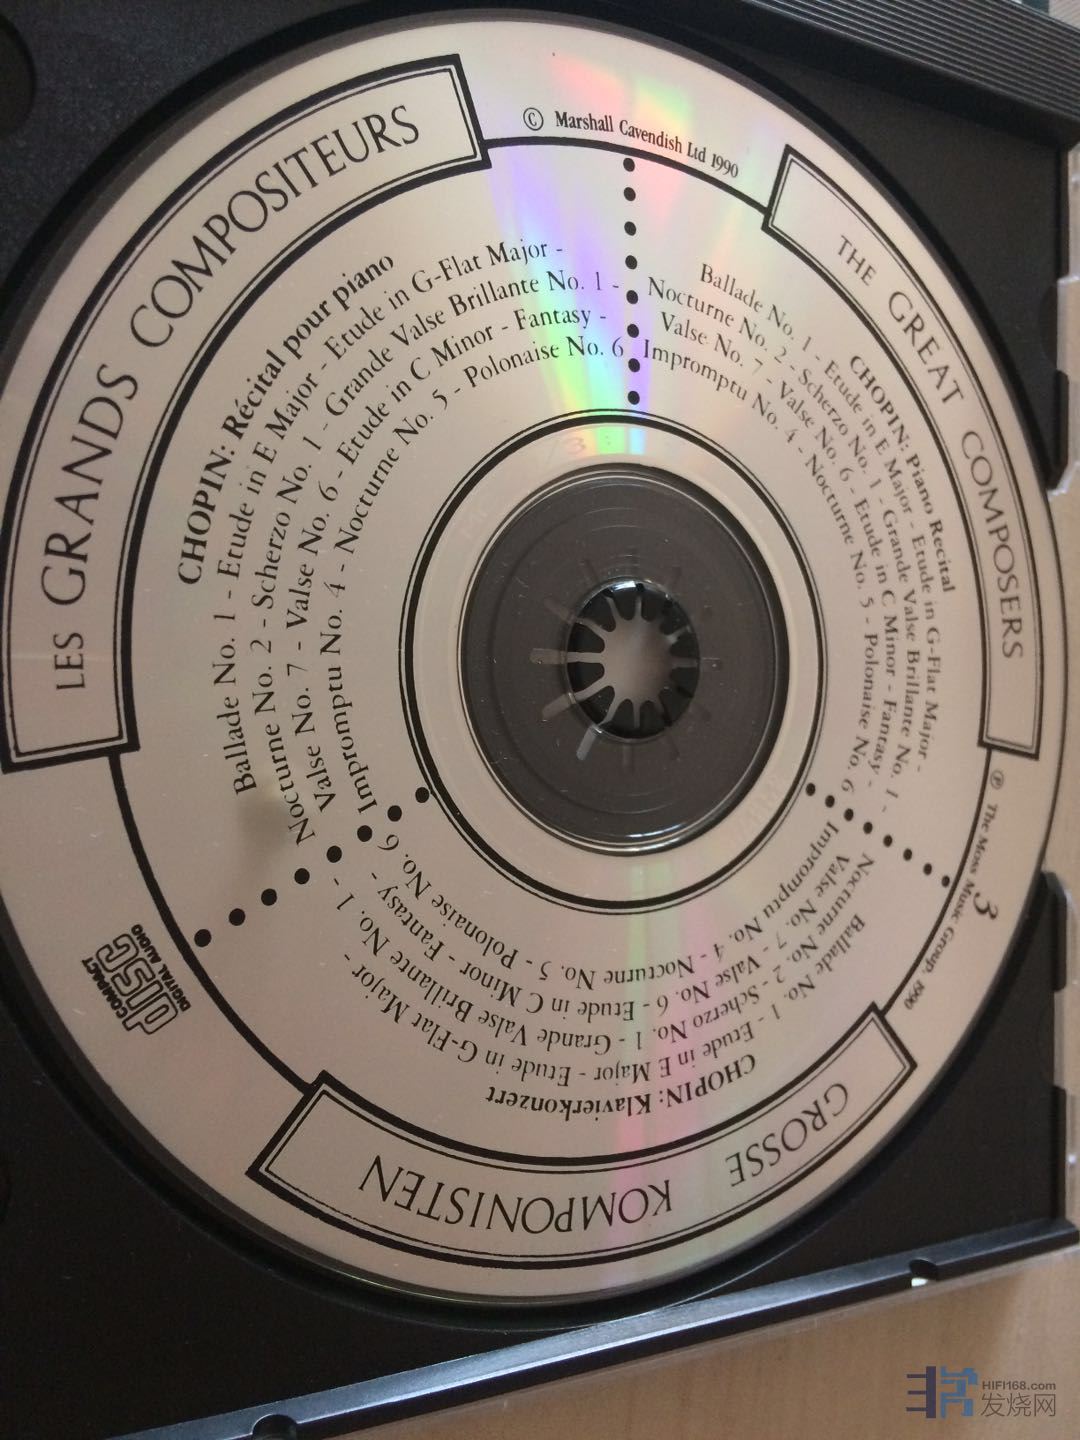 LES GRANDS COMPOSITEURS
CHOPIN: Récital pour piano
Ballade No. 1 - Etude in E Major - Etude in G-Flat Major -
Nocturne No. 2 - Scherzo No. 1 - Grande Valse Brillante No. 1 -
Valse No. 7 - Valse No. 6 - Etude in C Minor - Fantasy -
Impromptu No. 4 - Nocturne No. 5 - Polonaise No. 6
© Marshall Cavendish Ltd 1990
THE GREAT COMPOSERS
CHOPIN: Piano Recital
Ballade No. 1 - Etude in E Major - Etude in G-Flat Major -
Nocturne No. 2 - Scherzo No. 1 - Grande Valse Brillante No. 1 -
Valse No. 7 - Valse No. 6 - Etude in C Minor - Fantasy -
Impromptu No. 4 - Nocturne No. 5 - Polonaise No. 6
℗ The Moss Music Group, 1990
3
GROSSE KOMPONISTEN
CHOPIN: Klavierkonzert
Ballade No. 1 - Etude in E Major - Etude in G-Flat Major -
Nocturne No. 2 - Scherzo No. 1 - Grande Valse Brillante No. 1 -
Valse No. 7 - Valse No. 6 - Etude in C Minor - Fantasy -
Impromptu No. 4 - Nocturne No. 5 - Polonaise No. 6
COMPACT
disc
DIGITAL AUDIO
HIFI168.com
发烧网